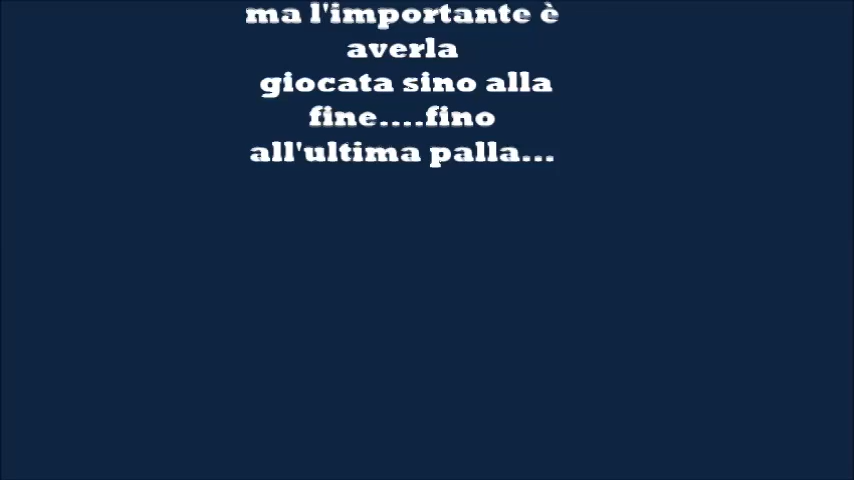 ma l'importante è
averla
giocata sino alla
fine....fino
all'ultima palla...